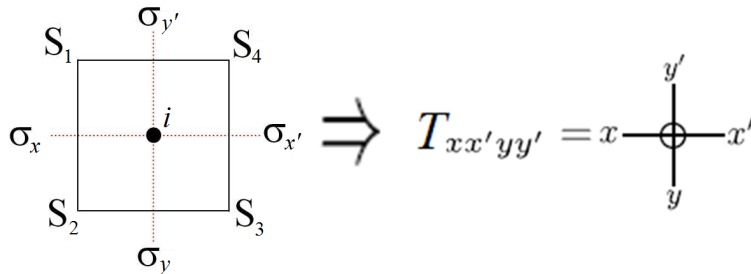 σy′
S1 S4
i
σx σx′ ⇒ Txx′yy′ = x y′ x′ y
S2 S3
σy